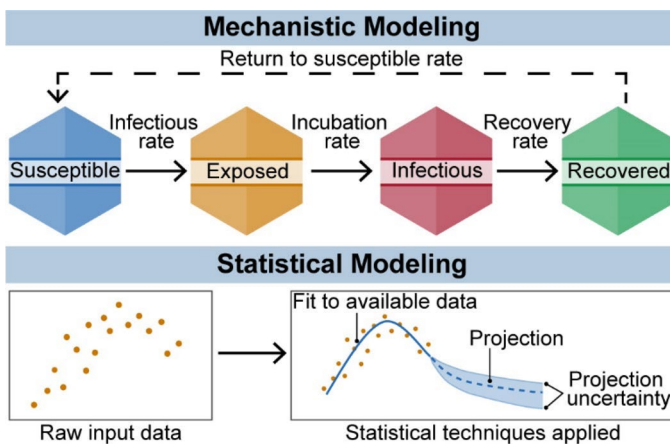 Mechanistic Modeling
Return to susceptible rate
Infectious
rate
Incubation
rate
Recovery
rate
Susceptible
Exposed
Infectious
Recovered
Statistical Modeling
Fit to available data
Projection
Projection
uncertainty
Raw input data
Statistical techniques applied